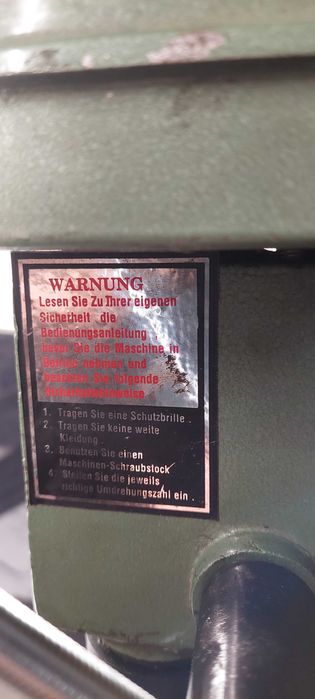 WARNUNG
Lesen Sie Zu Ihrer eigenen
Sicherheit die
Bedienungsanleitung ,
bevor Sie die Maschine in
Betrieb nehmen und
beachten Sie folgende
Sicherheitshinweise
1. Tragen Sie eine Schutzbrille .
2. Tragen Sie keine weite
Kleidung .
3. Benutzen Sie einen
Maschinen-Schraubstock
4. Stellen Sie die jeweils
richtige Umdrehungszahl ein .